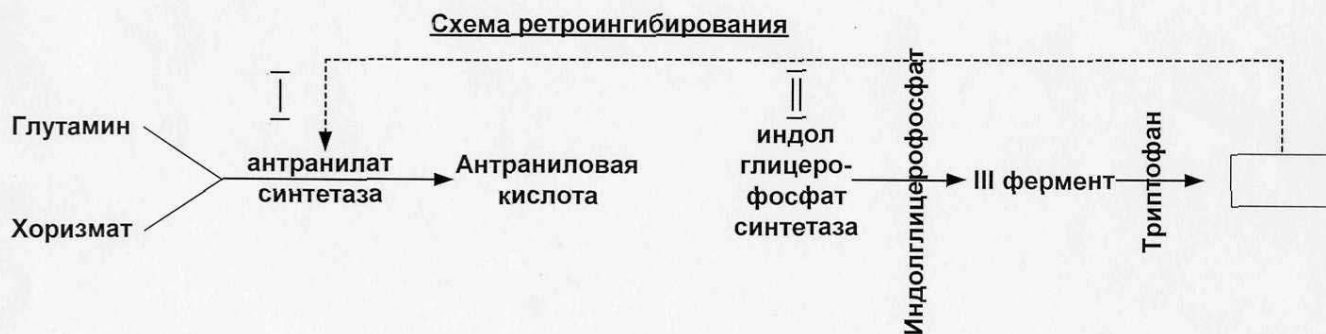 Схема ретроингибирования
I
II
Глутамин
Хоризмат
антранилат
синтетаза
Антраниловая
кислота
индол
глицеро-
фосфат
синтетаза
Индолглицерофосфат
III фермент
Триптофан